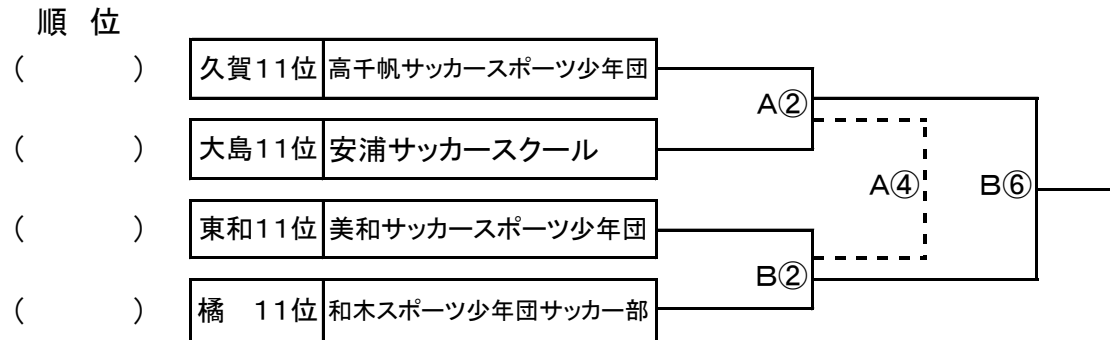 順 位
( ) 久賀11位 高千帆サッカースポーツ少年団
A②
( ) 大島11位 安浦サッカースクール
A④ B⑥
( ) 東和11位 美和サッカースポーツ少年団
B②
( ) 橘 11位 和木スポーツ少年団サッカー部